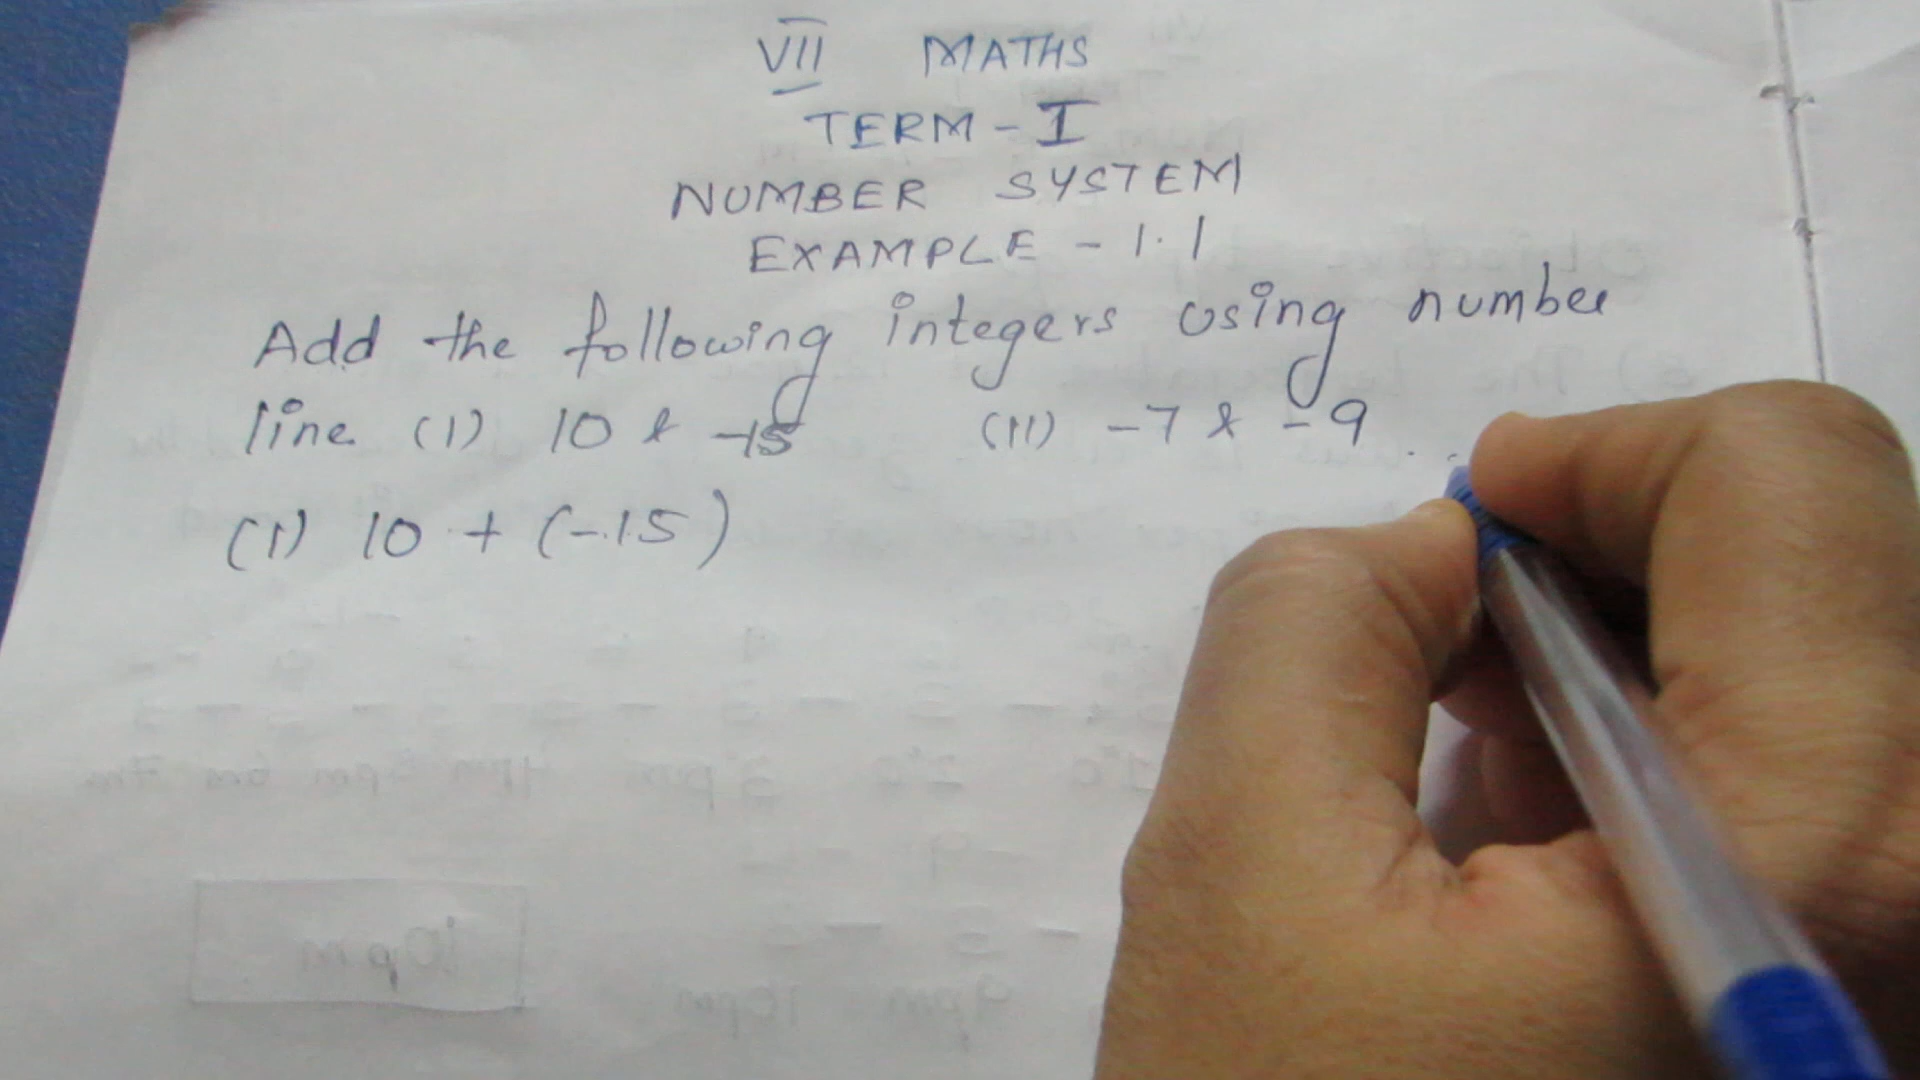 VII MATHS
TERM - I
NUMBER SYSTEM
EXAMPLE - 1.1
Add the following integers using number
line (I) 10 & -15 (II) -7 & -9
(I) 10 + (-15)